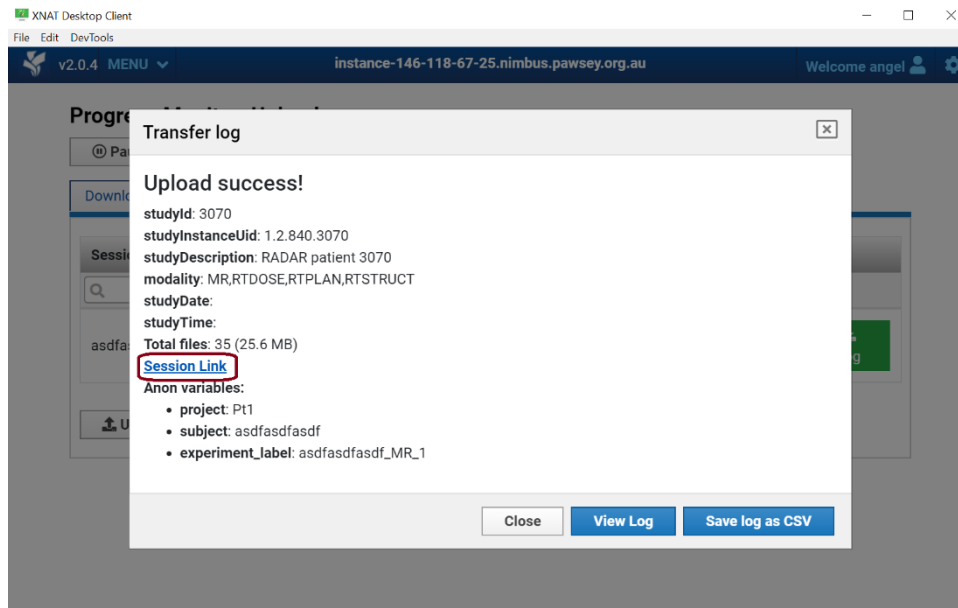 XNAT Desktop Client
File Edit DevTools
v2.0.4 MENU
instance-146-118-67-25.nimbus.pawsey.org.au
Welcome angel
Transfer log
Upload success!
studyId: 3070
studyInstanceUid: 1.2.840.3070
studyDescription: RADAR patient 3070
modality: MR,RTDOSE,RTPLAN,RTSTRUCT
studyDate:
studyTime:
Total files: 35 (25.6 MB)
Session Link
Anon variables:
• project: Pt1
• subject: asdfasdfasdf
• experiment_label: asdfasdfasdf_MR_1
Close
View Log
Save log as CSV